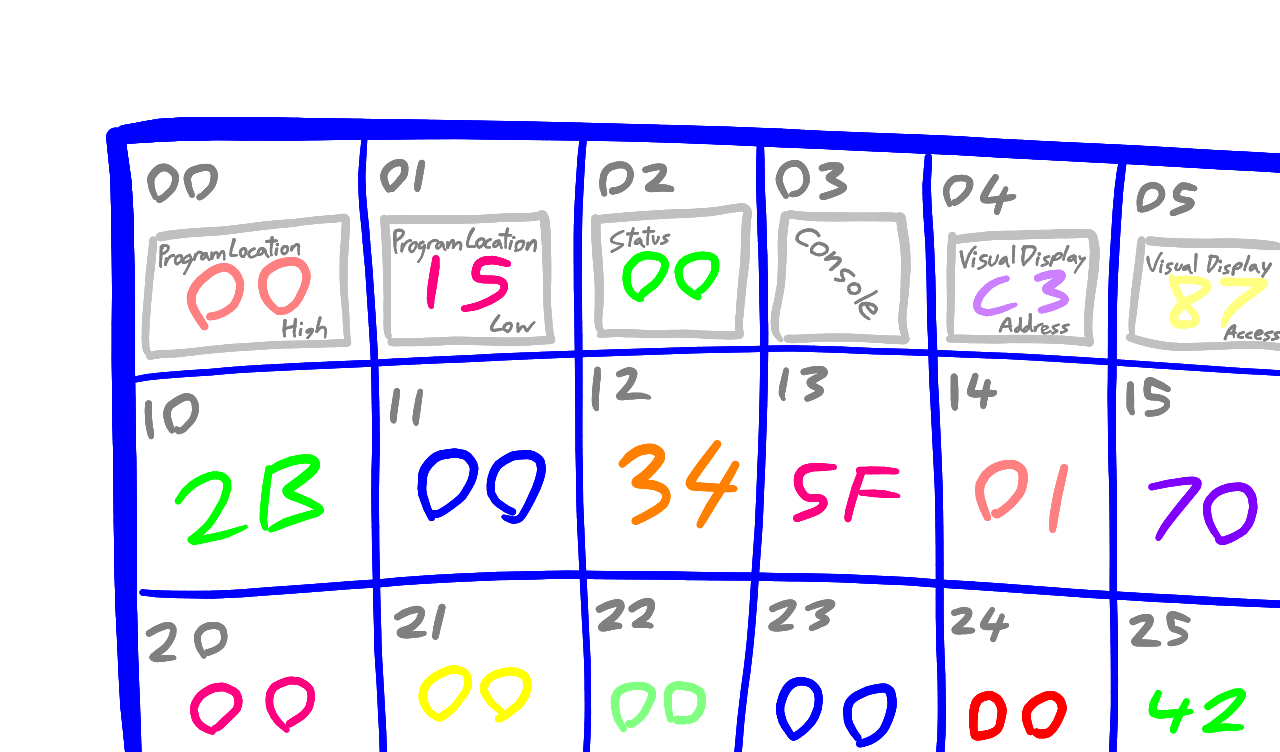 00 01 02 03 04 05
Program Location 00 High
Program Location 15 Low
Status 00
Console
Visual Display C3 Address
Visual Display 87 Access
10 11 12 13 14 15
2B 00 34 5F 01 70
20 21 22 23 24 25
00 00 00 00 00 42